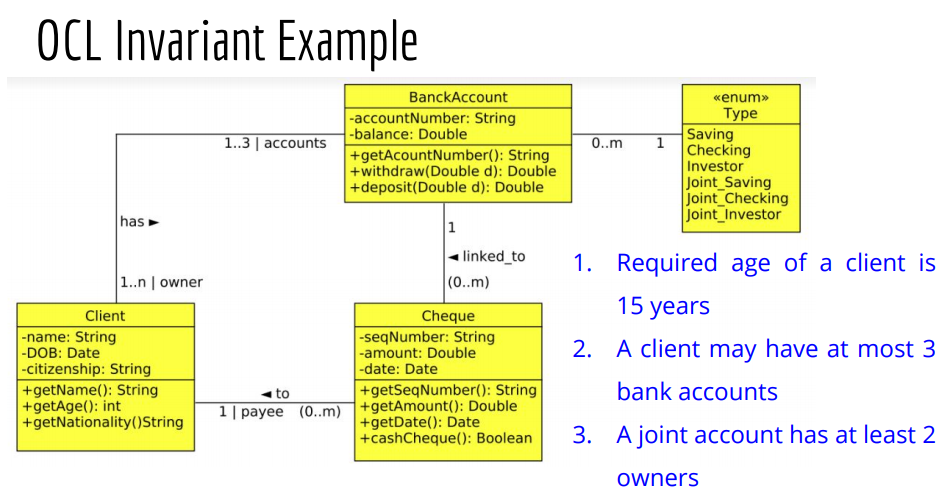 OCL Invariant Example
BanckAccount
-accountNumber: String
-balance: Double
+getAcountNumber(): String
+withdraw(Double d): Double
+deposit(Double d): Double
«enum»
Type
Saving
Checking
Investor
Joint_Saving
Joint_Checking
Joint_Investor
1..3 | accounts
0..m 1
has ►
1
◄ linked_to
(0..m)
1..n | owner
Client
-name: String
-DOB: Date
-citizenship: String
+getName(): String
+getAge(): int
+getNationality()String
◄ to
1 | payee (0..m)
Cheque
-seqNumber: String
-amount: Double
-date: Date
+getSeqNumber(): String
+getAmount(): Double
+getDate(): Date
+cashCheque(): Boolean
1. Required age of a client is
15 years
2. A client may have at most 3
bank accounts
3. A joint account has at least 2
owners